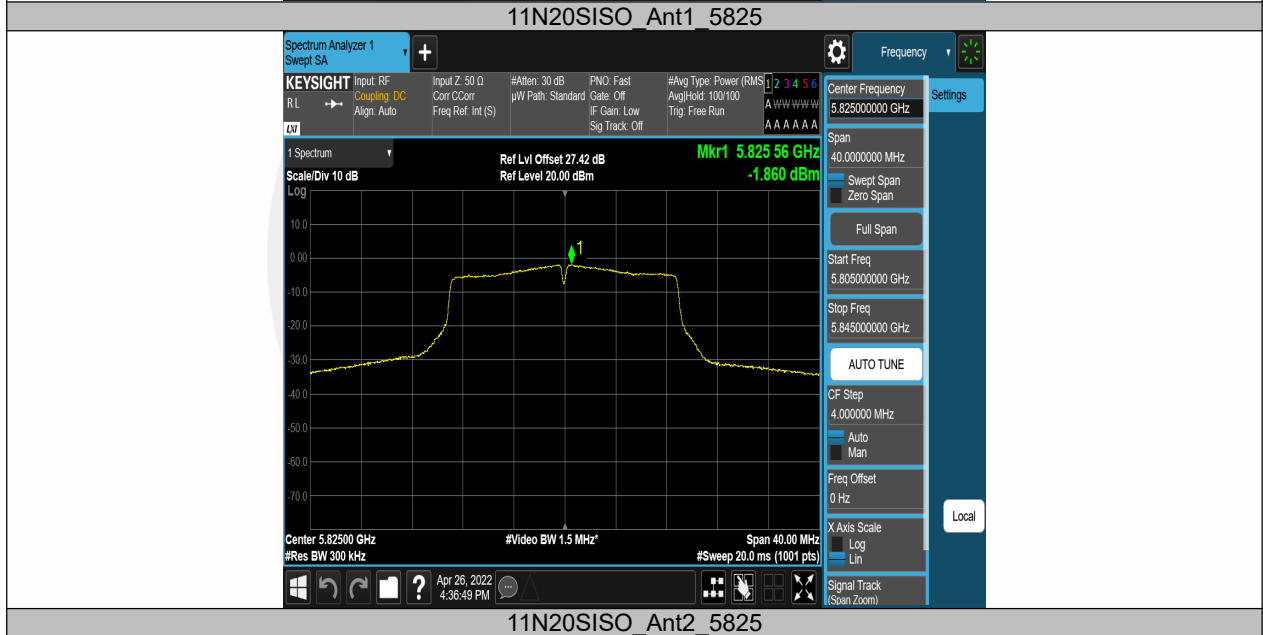 11N20SISO_Ant1_5825
Spectrum Analyzer 1
Swept SA
+
Frequency
KEYSIGHT
RL
LXI
Input: RF
Coupling: DC
Align: Auto
Input Z: 50 Ω
Corr CCorr
Freq Ref: Int (S)
#Atten: 30 dB
µW Path: Standard
PNO: Fast
Gate: Off
IF Gain: Low
Sig Track: Off
#Avg Type: Power (RMS
Avg|Hold: 100/100
Trig: Free Run
1 2 3 4 5 6
A W W W W W
A A A A A A
1 Spectrum
Scale/Div 10 dB
Ref Lvl Offset 27.42 dB
Ref Level 20.00 dBm
Mkr1 5.825 56 GHz
-1.860 dBm
Log
10.0
0.00
-10.0
-20.0
-30.0
-40.0
-50.0
-60.0
-70.0
1
Center 5.82500 GHz
#Res BW 300 kHz
#Video BW 1.5 MHz*
Span 40.00 MHz
#Sweep 20.0 ms (1001 pts)
Center Frequency
5.825000000 GHz
Settings
Span
40.0000000 MHz
Swept Span
Zero Span
Full Span
Start Freq
5.805000000 GHz
Stop Freq
5.845000000 GHz
AUTO TUNE
CF Step
4.000000 MHz
Auto
Man
Freq Offset
0 Hz
X Axis Scale
Log
Lin
Local
Signal Track
(Span Zoom)
?
Apr 26, 2022
4:36:49 PM
11N20SISO_Ant2_5825